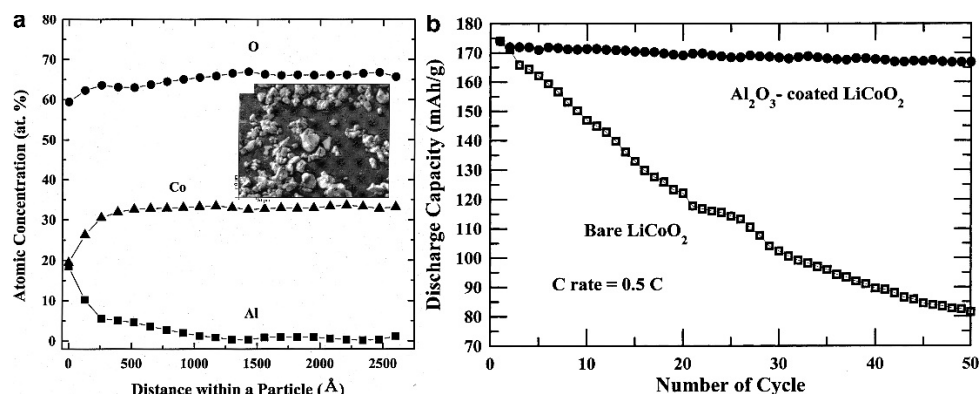 a
80
70
60
50
40
30
20
10
0
Atomic Concentration (at. %)
O
Co
Al
0 500 1000 1500 2000 2500
Distance within a Particle (Å)
b
180
170
160
150
140
130
120
110
100
90
80
70
Discharge Capacity (mAh/g)
Al₂O₃- coated LiCoO₂
Bare LiCoO₂
C rate = 0.5 C
0 10 20 30 40 50
Number of Cycle